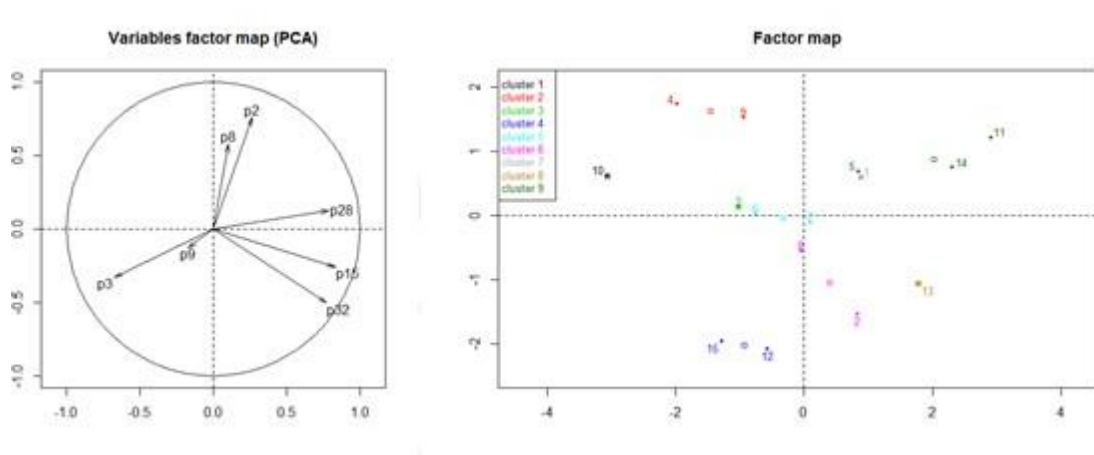 Variables factor map (PCA)
1.0
0.5
0.0
-0.5
-1.0
p2
p8
p28
p9
p3
p15
p32
-1.0 -0.5 0.0 0.5 1.0
Factor map
2
1
0
-1
-2
cluster 1
cluster 2
cluster 3
cluster 4
cluster 5
cluster 6
cluster 7
cluster 8
cluster 9
4
11
5
14
10
13
12
-4 -2 0 2 4